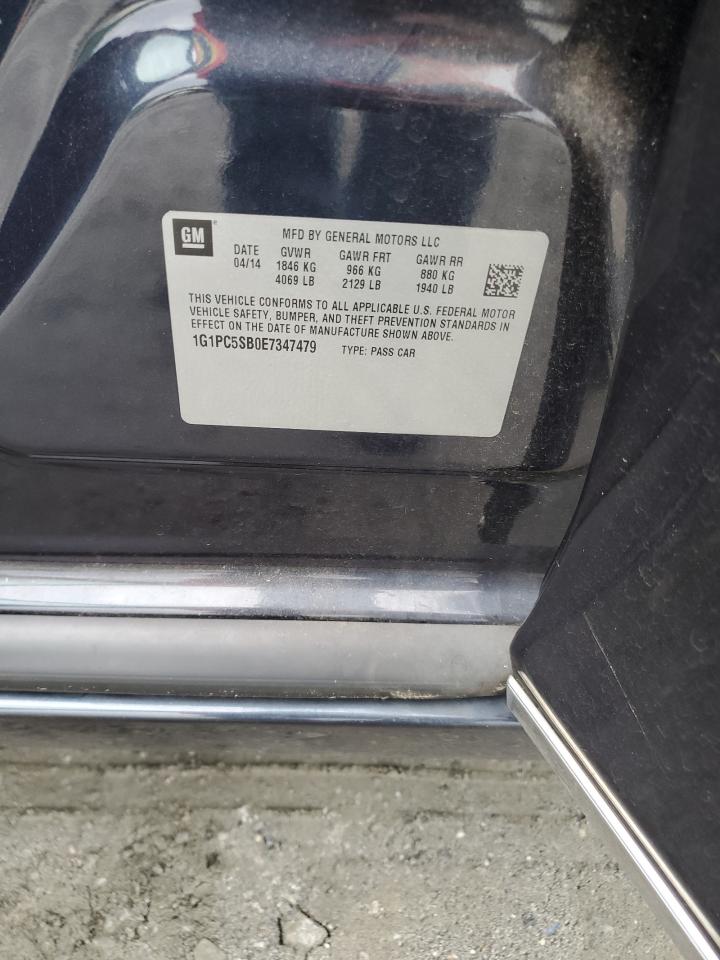 GM®
MFD BY GENERAL MOTORS LLC
DATE GVWR GAWR FRT GAWR RR
04/14 1846 KG 966 KG 880 KG
4069 LB 2129 LB 1940 LB
THIS VEHICLE CONFORMS TO ALL APPLICABLE U.S. FEDERAL MOTOR
VEHICLE SAFETY, BUMPER, AND THEFT PREVENTION STANDARDS IN
EFFECT ON THE DATE OF MANUFACTURE SHOWN ABOVE.
1G1PC5SB0E7347479 TYPE: PASS CAR